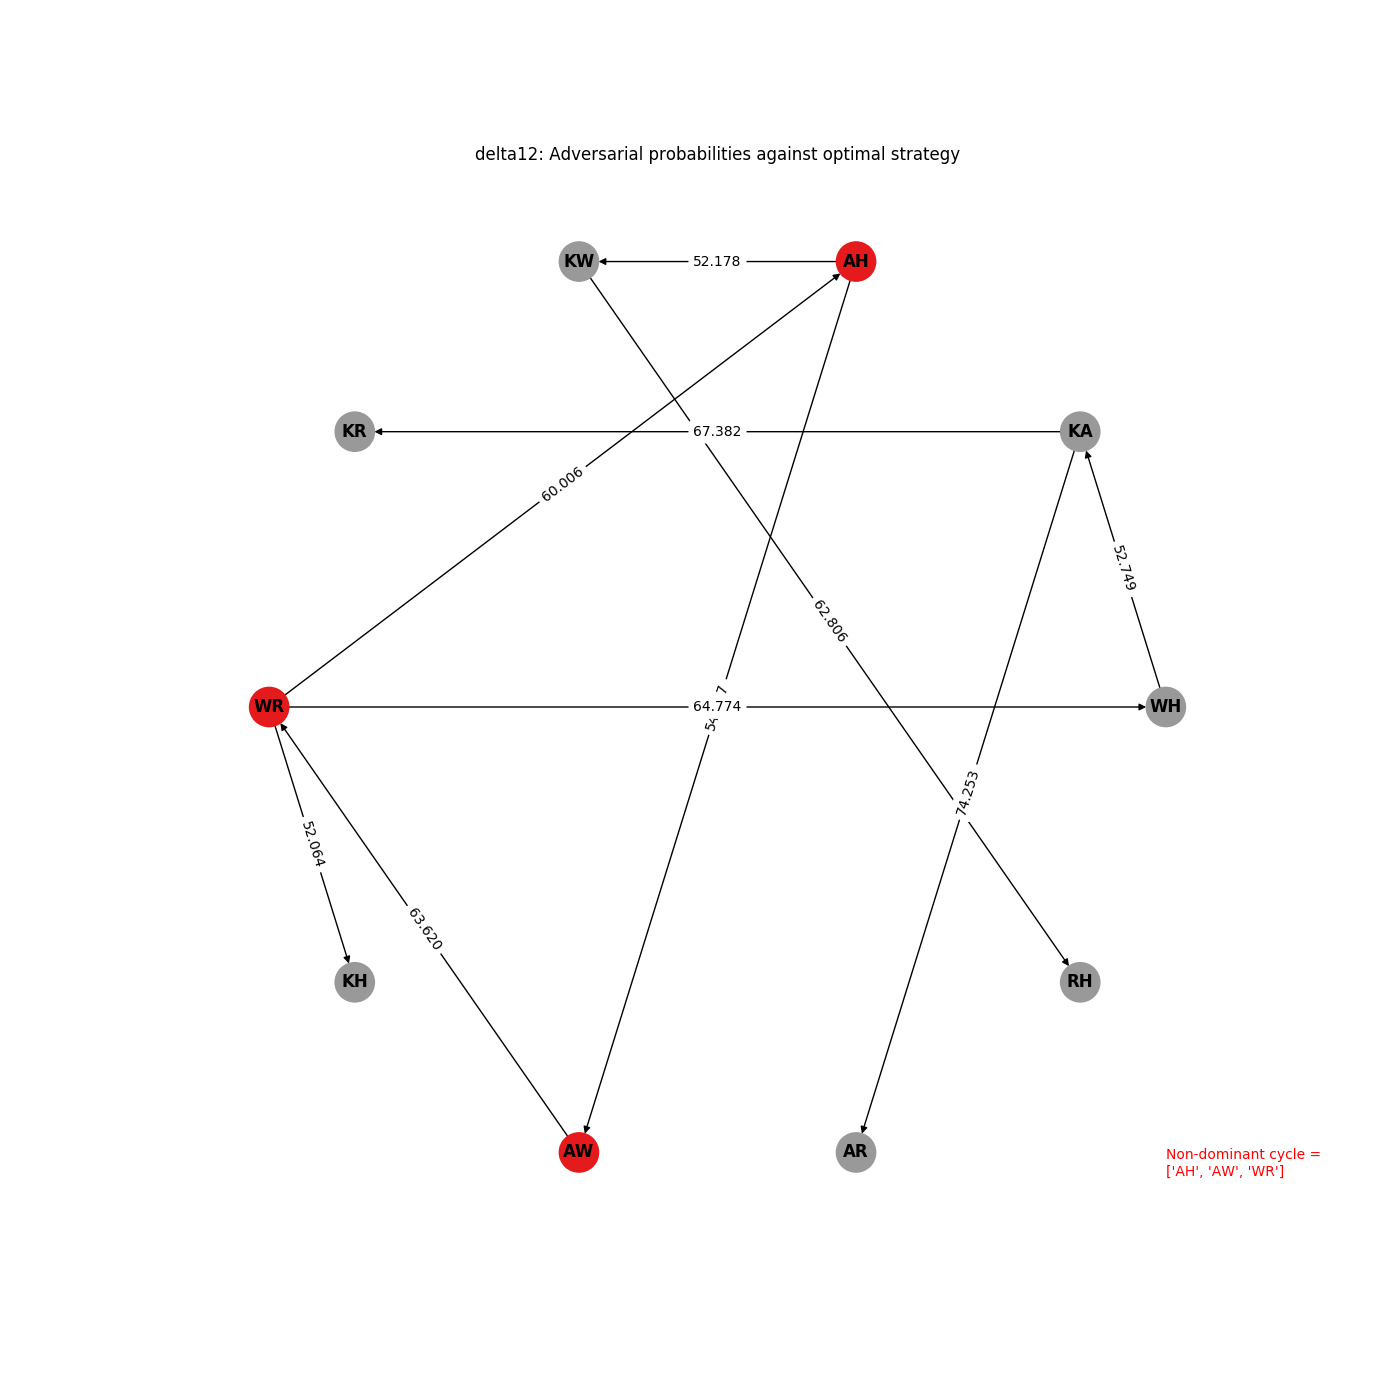 delta12: Adversarial probabilities against optimal strategy
KW
52.178
AH
KR
67.382
KA
60.006
52.749
62.806
WR
64.774
WH
74.253
52.064
63.620
KH
RH
AW
AR
Non-dominant cycle =
['AH', 'AW', 'WR']